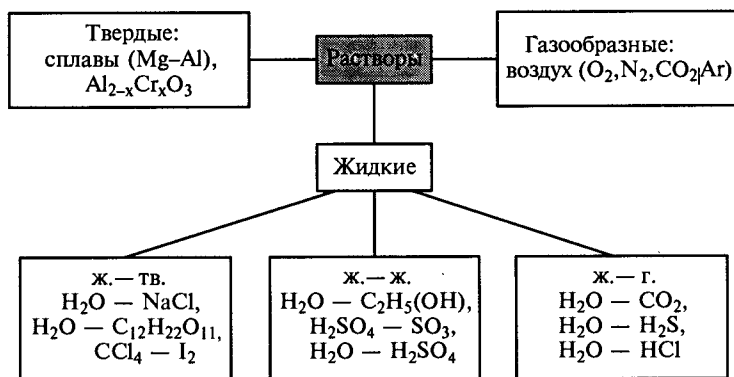 Твердые:
сплавы (Mg–Al),
Al₂₋ₓCrₓO₃
Растворы
Газообразные:
воздух (O₂,N₂,CO₂|Ar)
Жидкие
ж.— тв.
H₂O — NaCl,
H₂O — C₁₂H₂₂O₁₁,
CCl₄ — I₂
ж.— ж.
H₂O — C₂H₅(OH),
H₂SO₄ — SO₃,
H₂O — H₂SO₄
ж.— г.
H₂O — CO₂,
H₂O — H₂S,
H₂O — HCl